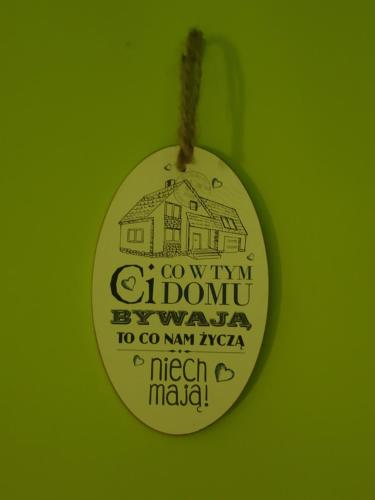 Ci CO W TYM
DOMU
BYWAJĄ
TO CO NAM ŻYCZĄ
niech
mają!